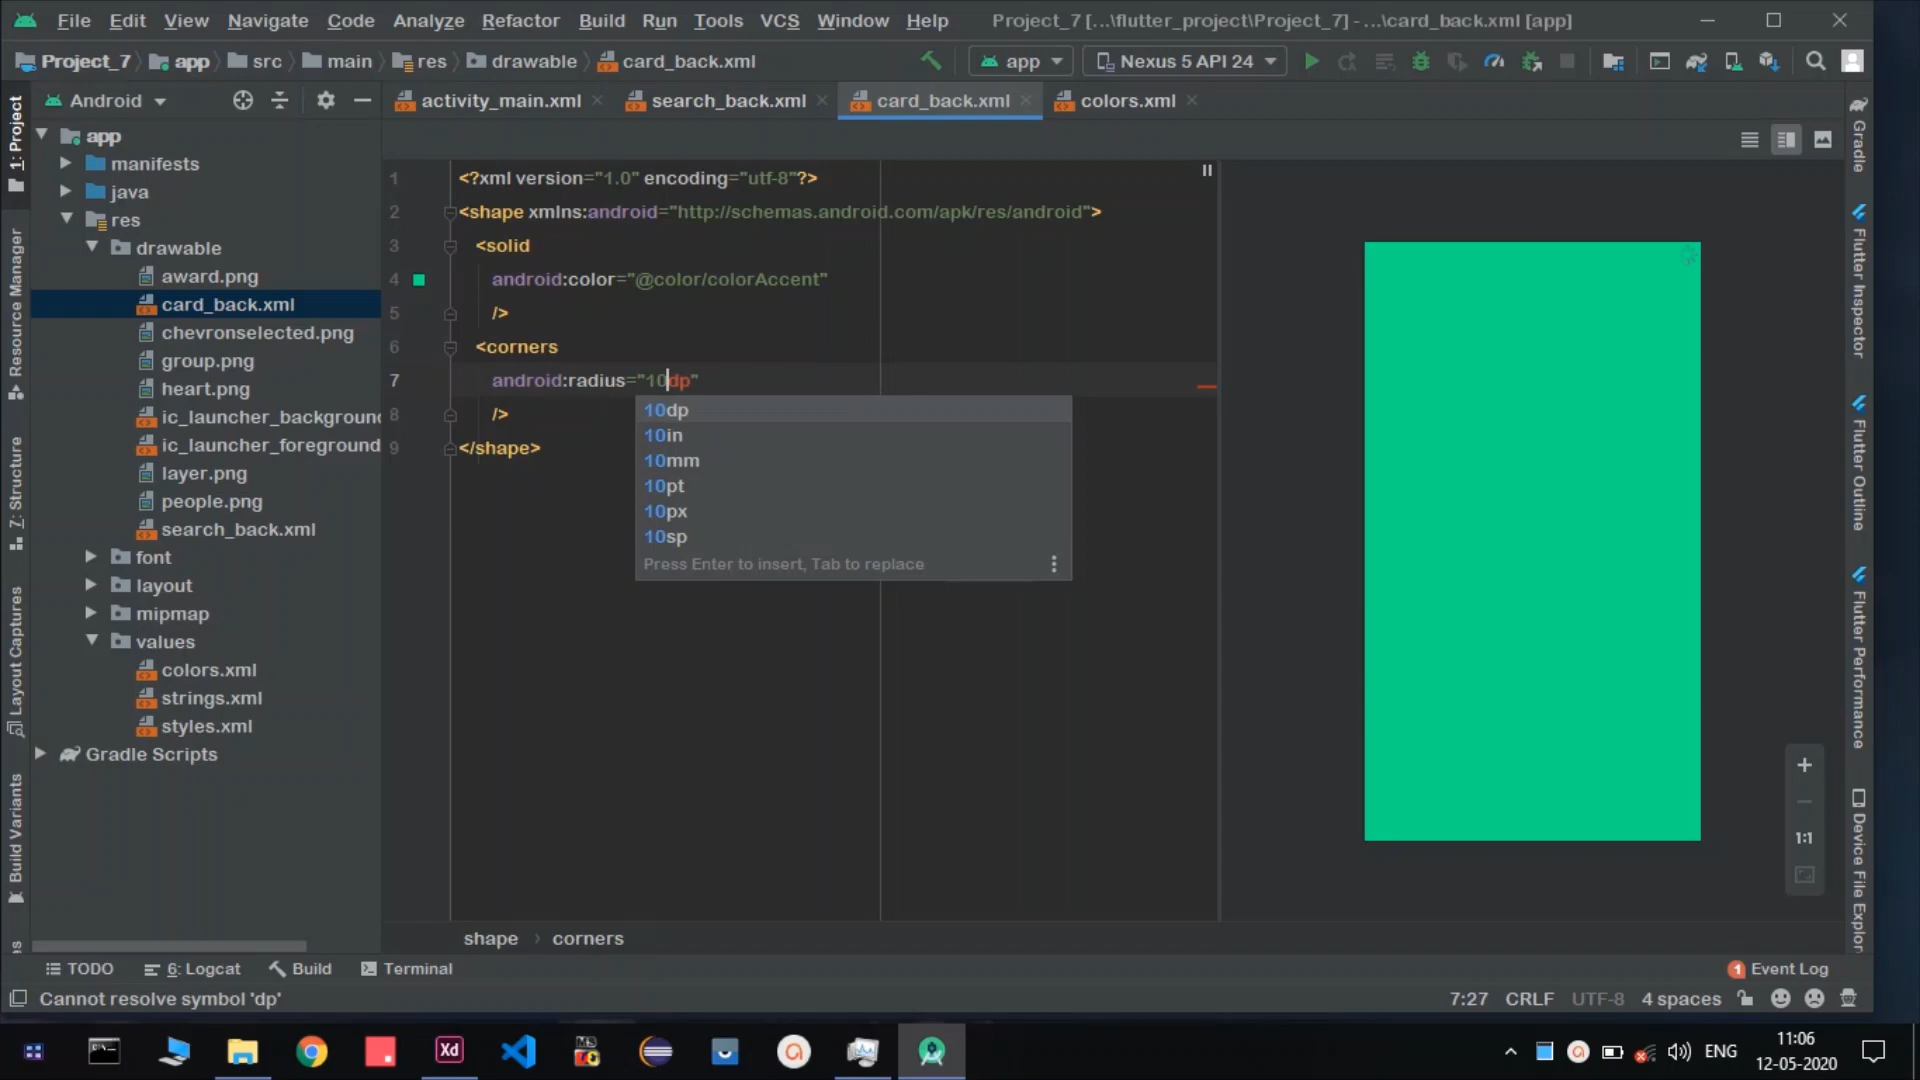 File Edit View Navigate Code Analyze Refactor Build Run Tools VCS Window Help Project_7 [...\flutter_project\Project_7] - ...\card_back.xml [app]
Project_7 app src main res drawable card_back.xml app Nexus 5 API 24
Android activity_main.xml search_back.xml card_back.xml colors.xml
1: Project
Resource Manager
7: Structure
Layout Captures
Build Variants
app
manifests
java
res
drawable
award.png
card_back.xml
chevronselected.png
group.png
heart.png
ic_launcher_background
ic_launcher_foreground
layer.png
people.png
search_back.xml
font
layout
mipmap
values
colors.xml
strings.xml
styles.xml
Gradle Scripts
1 <?xml version="1.0" encoding="utf-8"?>
2 <shape xmlns:android="http://schemas.android.com/apk/res/android">
3 <solid
4 android:color="@color/colorAccent"
5 />
6 <corners
7 android:radius="10dp"
8 />
9 </shape>
10dp
10in
10mm
10pt
10px
10sp
Press Enter to insert, Tab to replace
1:1
Gradle
Flutter Inspector
Flutter Outline
Flutter Performance
Device File Explor
shape corners
TODO 6: Logcat Build Terminal 1 Event Log
Cannot resolve symbol 'dp' 7:27 CRLF UTF-8 4 spaces
Xd ENG 11:06
12-05-2020